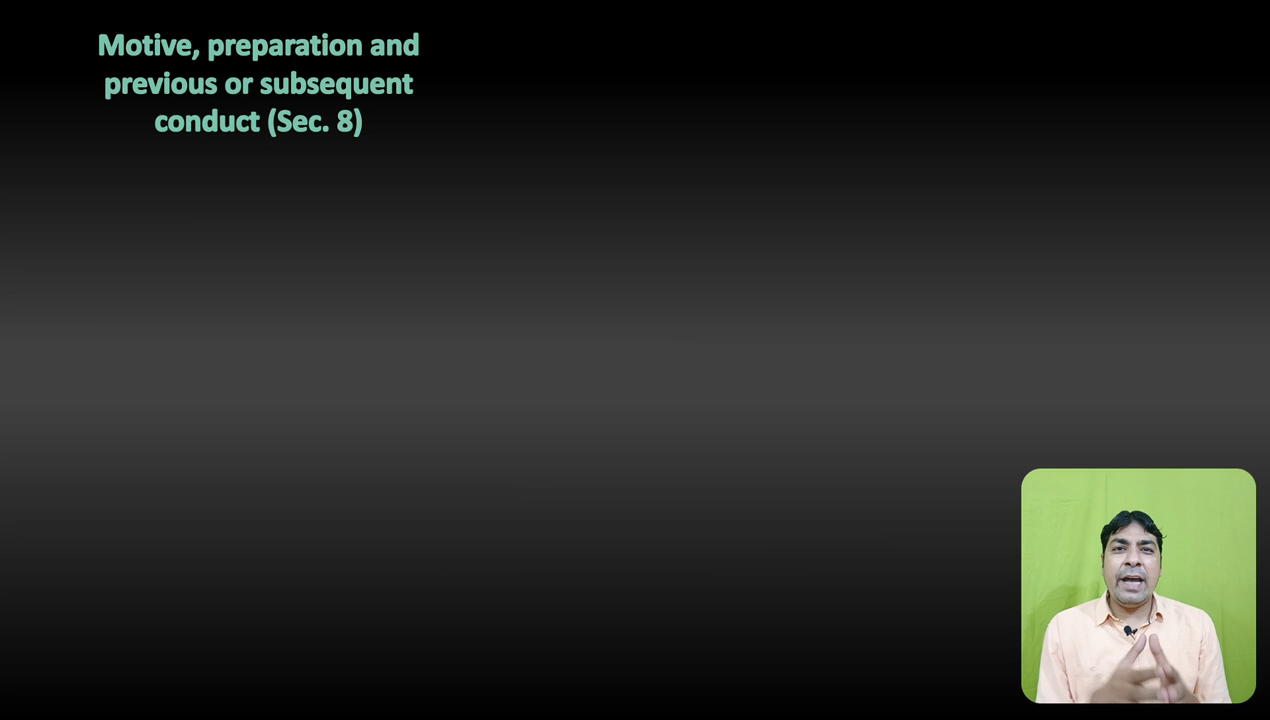 Motive, preparation and
previous or subsequent
conduct (Sec. 8)